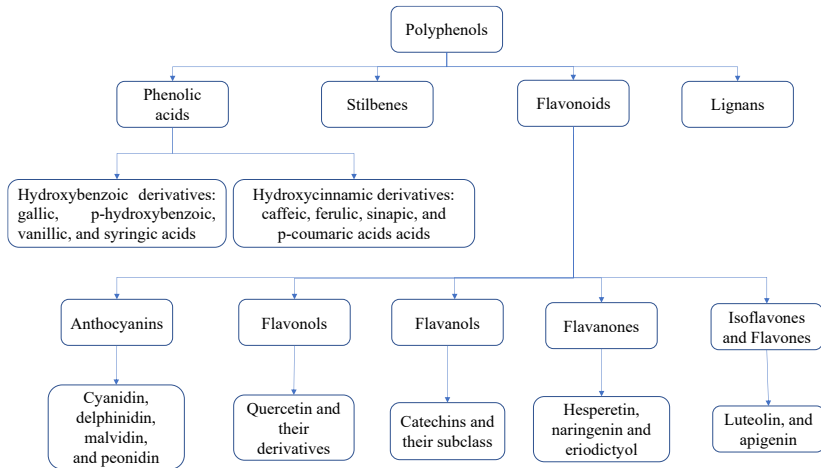 Polyphenols
Phenolic
acids
Stilbenes
Flavonoids
Lignans
Hydroxybenzoic derivatives:
gallic, p-hydroxybenzoic,
vanillic, and syringic acids
Hydroxycinnamic derivatives:
caffeic, ferulic, sinapic, and
p-coumaric acids acids
Anthocyanins
Flavonols
Flavanols
Flavanones
Isoflavones
and Flavones
Cyanidin,
delphinidin,
malvidin,
and peonidin
Quercetin and
their
derivatives
Catechins and
their subclass
Hesperetin,
naringenin and
eriodictyol
Luteolin, and
apigenin